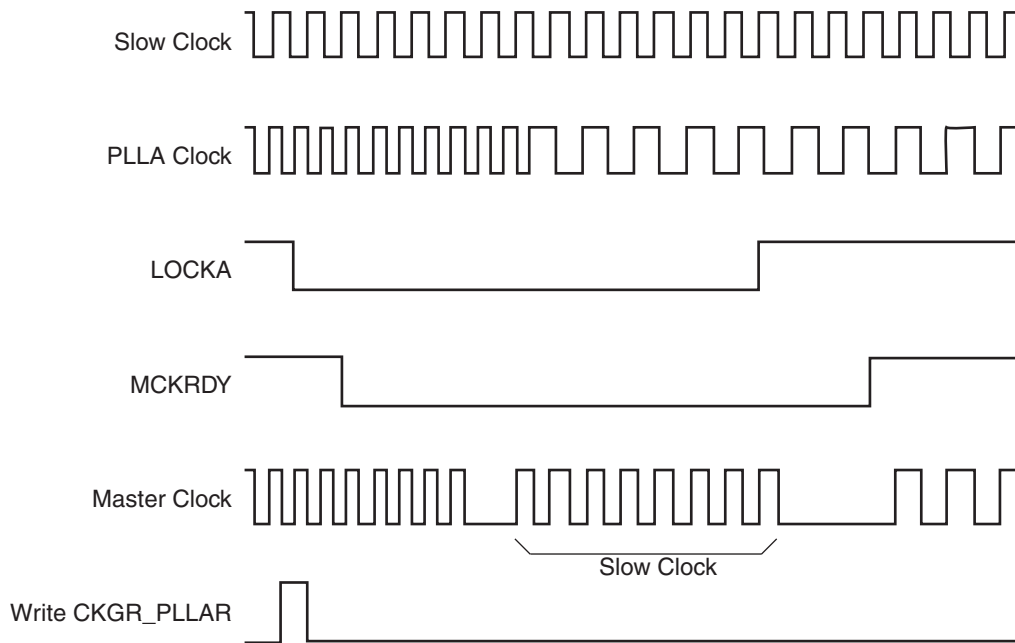 Slow Clock
PLLA Clock
LOCKA
MCKRDY
Master Clock
Slow Clock
Write CKGR_PLLAR